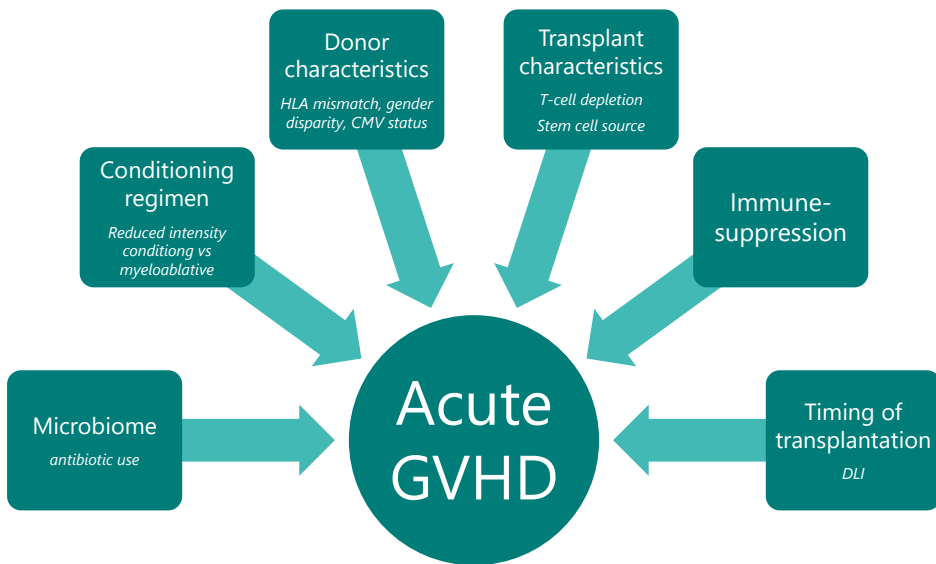 Donor
characteristics
HLA mismatch, gender
disparity, CMV status
Transplant
characteristics
T-cell depletion
Stem cell source
Conditioning
regimen
Reduced intensity
conditiong vs
myeloablative
Immune-
suppression
Microbiome
antibiotic use
Acute
GVHD
Timing of
transplantation
DLI